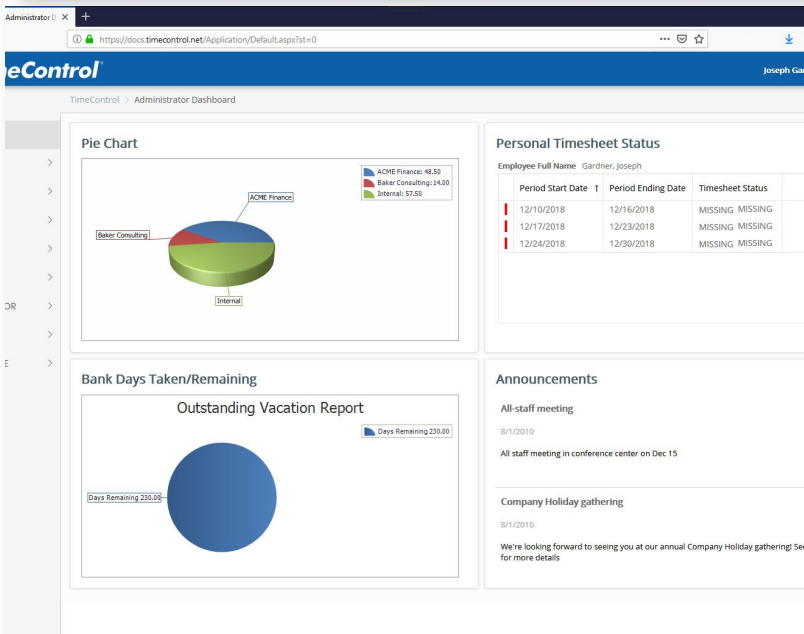 Administrator D
https://docs.timecontrol.net/Application/Default.aspx?st=0
eControl
Joseph Gar
TimeControl > Administrator Dashboard
OR
E
Pie Chart
ACME Finance: 48.50
Baker Consulting: 14.00
Internal: 57.50
ACME Finance
Baker Consulting
Internal
Personal Timesheet Status
Employee Full Name Gardner, Joseph
Period Start Date ↑ Period Ending Date Timesheet Status
12/10/2018 12/16/2018 MISSING MISSING
12/17/2018 12/23/2018 MISSING MISSING
12/24/2018 12/30/2018 MISSING MISSING
Bank Days Taken/Remaining
Outstanding Vacation Report
Days Remaining 230.00
Days Remaining 230.00
Announcements
All-staff meeting
8/1/2010
All staff meeting in conference center on Dec 15
Company Holiday gathering
8/1/2010
We're looking forward to seeing you at our annual Company Holiday gathering! See
for more details